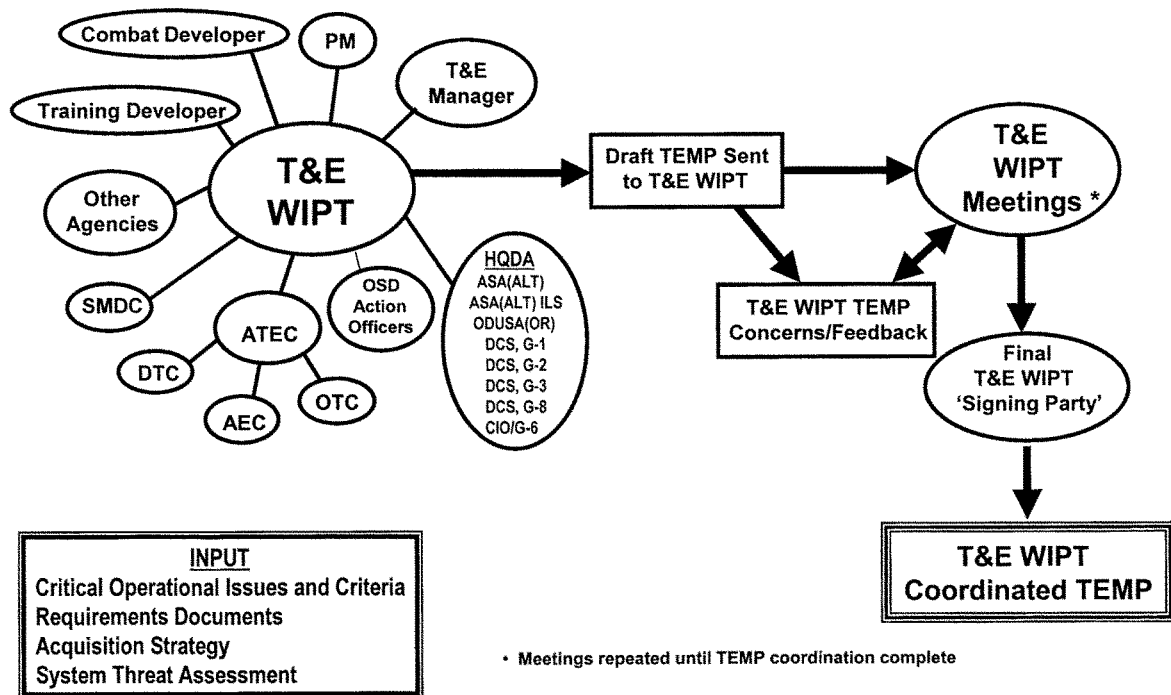 Combat Developer
PM
T&E
Manager
Training Developer
T&E
WIPT
Other
Agencies
SMDC
ATEC
DTC
AEC
OTC
OSD
Action
Officers
HQDA
ASA(ALT)
ASA(ALT) ILS
ODUSA(OR)
DCS, G-1
DCS, G-2
DCS, G-3
DCS, G-8
CIO/G-6
Draft TEMP Sent
to T&E WIPT
T&E
WIPT
Meetings *
T&E WIPT TEMP
Concerns/Feedback
Final
T&E WIPT
‘Signing Party’
T&E WIPT
Coordinated TEMP
INPUT
Critical Operational Issues and Criteria
Requirements Documents
Acquisition Strategy
System Threat Assessment
• Meetings repeated until TEMP coordination complete